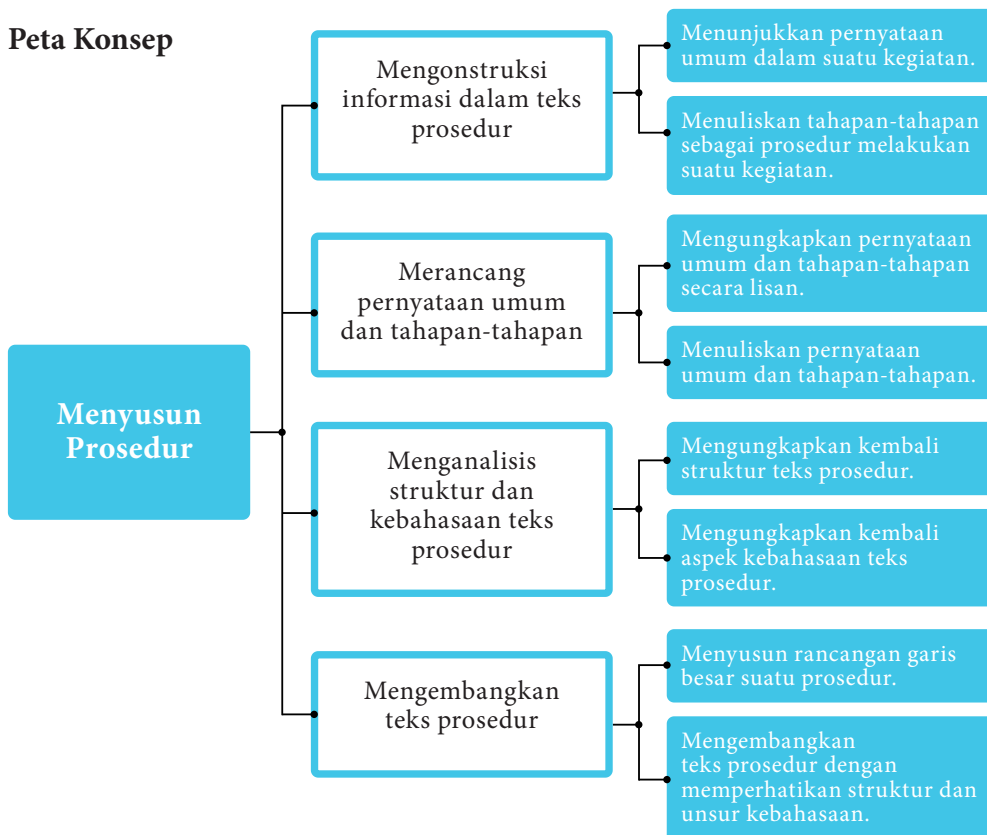 Peta Konsep
Menyusun
Prosedur
Mengonstruksi
informasi dalam teks
prosedur
Menunjukkan pernyataan
umum dalam suatu kegiatan.
Menuliskan tahapan-tahapan
sebagai prosedur melakukan
suatu kegiatan.
Merancang
pernyataan umum
dan tahapan-tahapan
Mengungkapkan pernyataan
umum dan tahapan-tahapan
secara lisan.
Menuliskan pernyataan
umum dan tahapan-tahapan.
Menganalisis
struktur dan
kebahasaan teks
prosedur
Mengungkapkan kembali
struktur teks prosedur.
Mengungkapkan kembali
aspek kebahasaan teks
prosedur.
Mengembangkan
teks prosedur
Menyusun rancangan garis
besar suatu prosedur.
Mengembangkan
teks prosedur dengan
memperhatikan struktur dan
unsur kebahasaan.